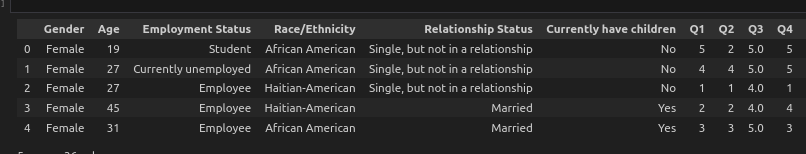 Gender Age Employment Status Race/Ethnicity Relationship Status Currently have children Q1 Q2 Q3 Q4
0 Female 19 Student African American Single, but not in a relationship No 5 2 5.0 5
1 Female 27 Currently unemployed African American Single, but not in a relationship No 4 4 5.0 5
2 Female 27 Employee Haitian-American Single, but not in a relationship No 1 1 4.0 1
3 Female 45 Employee Haitian-American Married Yes 2 2 4.0 4
4 Female 31 Employee African American Married Yes 3 3 5.0 3